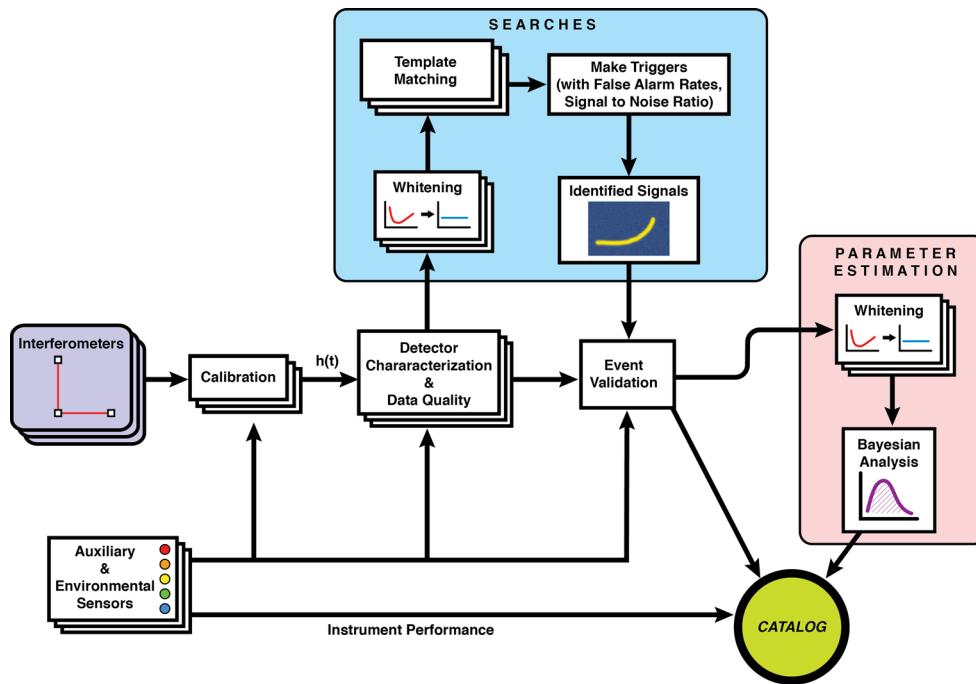 SEARCHES
Template
Matching
Make Triggers
(with False Alarm Rates,
Signal to Noise Ratio)
Whitening
Identified Signals
PARAMETER
ESTIMATION
Whitening
Interferometers
Calibration
h(t)
Detector
Chararacterization
&
Data Quality
Event
Validation
Bayesian
Analysis
Auxiliary
&
Environmental
Sensors
Instrument Performance
CATALOG